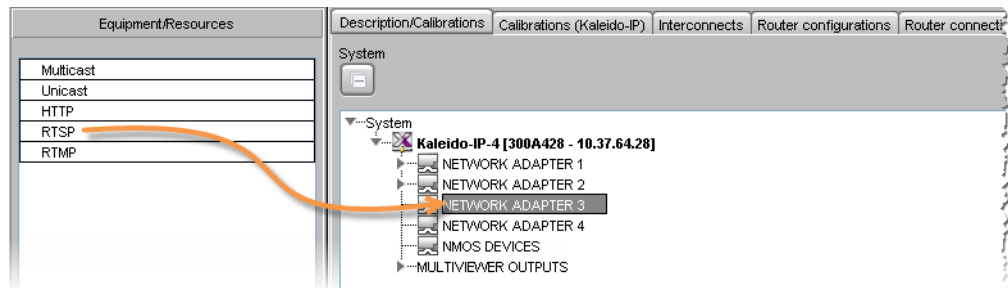 Equipment/Resources
Multicast
Unicast
HTTP
RTSP
RTMP
Description/Calibrations
Calibrations (Kaleido-IP)
Interconnects
Router configurations
Router connecti
System
System
Kaleido-IP-4 [300A428 - 10.37.64.28]
NETWORK ADAPTER 1
NETWORK ADAPTER 2
NETWORK ADAPTER 3
NETWORK ADAPTER 4
NMOS DEVICES
MULTIVIEWER OUTPUTS